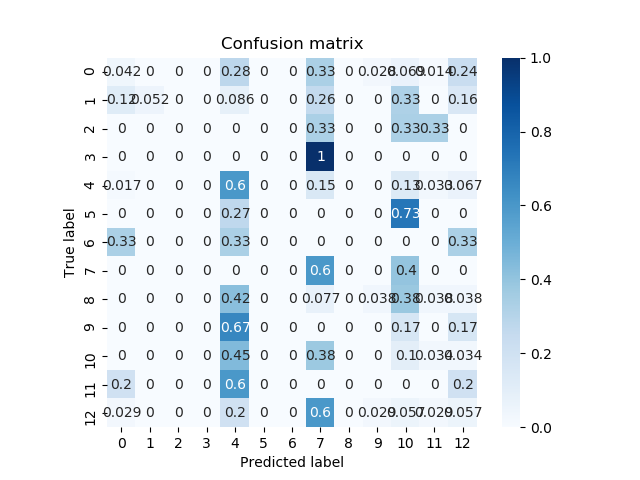 Confusion matrix
0 0.042 0 0 0 0.28 0 0 0.33 0 0.028 0.069 0.014 0.24
1 0.12 0.052 0 0 0.086 0 0 0.26 0 0 0.33 0 0.16
2 0 0 0 0 0 0 0 0.33 0 0 0.33 0.33 0
3 0 0 0 0 0 0 0 1 0 0 0 0 0
4 0.017 0 0 0 0.6 0 0 0.15 0 0 0.13 0.033 0.067
5 0 0 0 0 0.27 0 0 0 0 0 0.73 0 0
6 0.33 0 0 0 0.33 0 0 0 0 0 0 0 0.33
7 0 0 0 0 0 0 0 0.6 0 0 0.4 0 0
8 0 0 0 0 0.42 0 0 0.077 0 0.038 0.38 0.038 0.038
9 0 0 0 0 0.67 0 0 0 0 0 0.17 0 0.17
10 0 0 0 0 0.45 0 0 0.38 0 0 0.1 0.034 0.034
11 0.2 0 0 0 0.6 0 0 0 0 0 0 0 0.2
12 0.029 0 0 0 0.2 0 0 0.6 0 0.029 0.057 0.029 0.057
0 1 2 3 4 5 6 7 8 9 10 11 12
Predicted label
True label
1.0
0.8
0.6
0.4
0.2
0.0